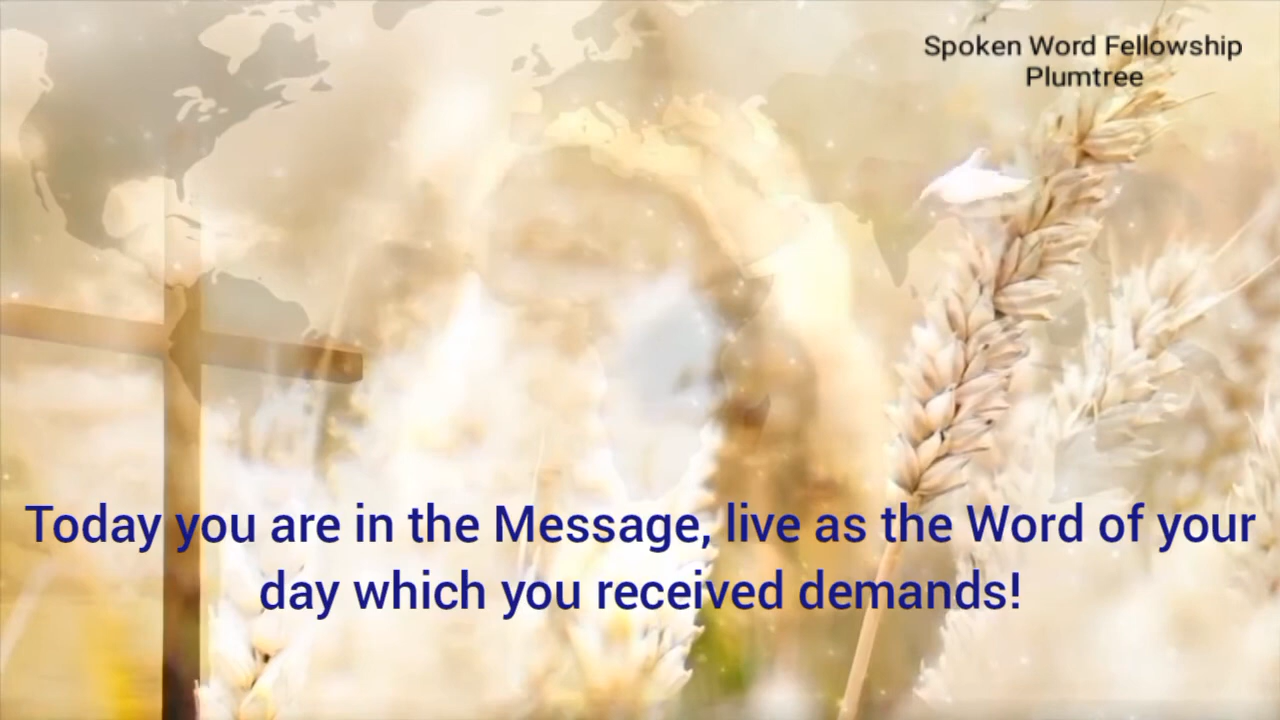 Spoken Word Fellowship
Plumtree
Today you are in the Message, live as the Word of your
day which you received demands!